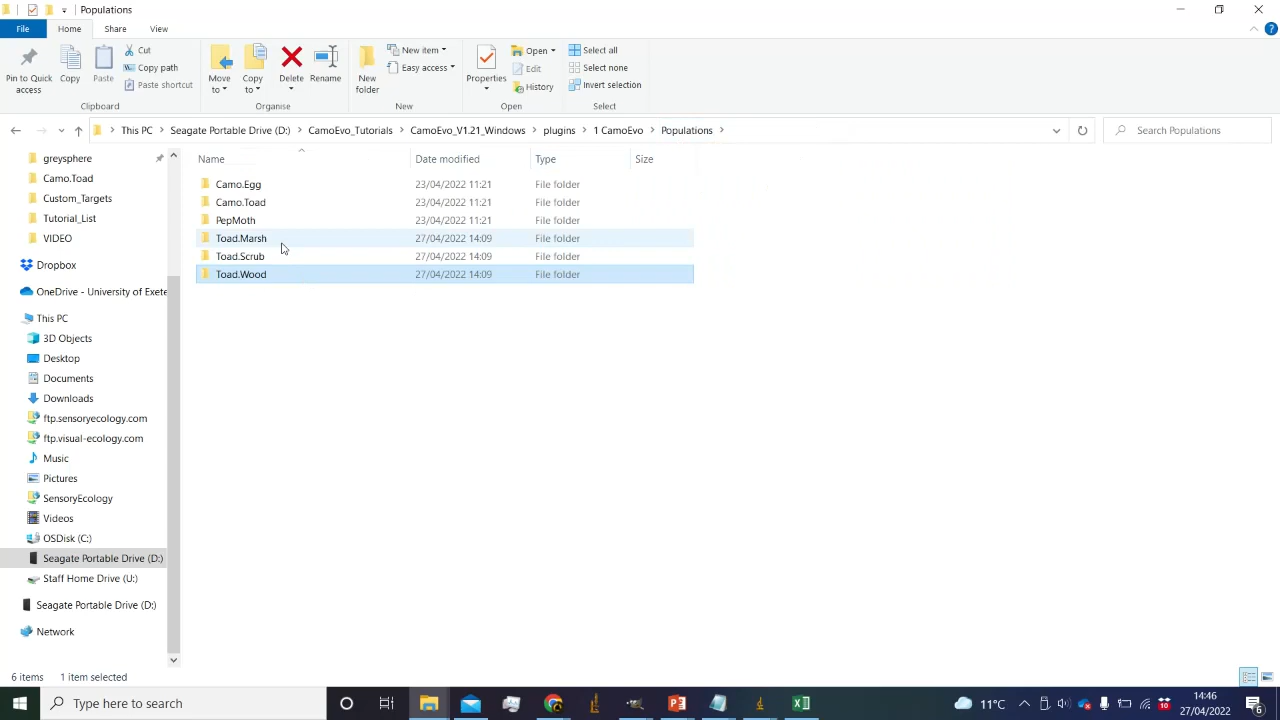 Populations
File Home Share View
Pin to Quick access
Copy
Paste
Cut
Copy path
Paste shortcut
Clipboard
Move to
Copy to
Delete
Rename
Organise
New folder
New item
Easy access
New
Properties
Open
Edit
History
Open
Select all
Select none
Invert selection
Select
This PC > Seagate Portable Drive (D:) > CamoEvo_Tutorials > CamoEvo_V1.21_Windows > plugins > 1 CamoEvo > Populations >
Search Populations
Name Date modified Type Size
Camo.Egg 23/04/2022 11:21 File folder
Camo.Toad 23/04/2022 11:21 File folder
PepMoth 23/04/2022 11:21 File folder
Toad.Marsh 27/04/2022 14:09 File folder
Toad.Scrub 27/04/2022 14:09 File folder
Toad.Wood 27/04/2022 14:09 File folder
greysphere
Camo.Toad
Custom_Targets
Tutorial_List
VIDEO
Dropbox
OneDrive - University of Exete
This PC
3D Objects
Desktop
Documents
Downloads
ftp.sensoryecology.com
ftp.visual-ecology.com
Music
Pictures
SensoryEcology
Videos
OSDisk (C:)
Seagate Portable Drive (D:)
Staff Home Drive (U:)
Seagate Portable Drive (D:)
Network
6 items 1 item selected
Type here to search
11°C
10
14:46
27/04/2022
6